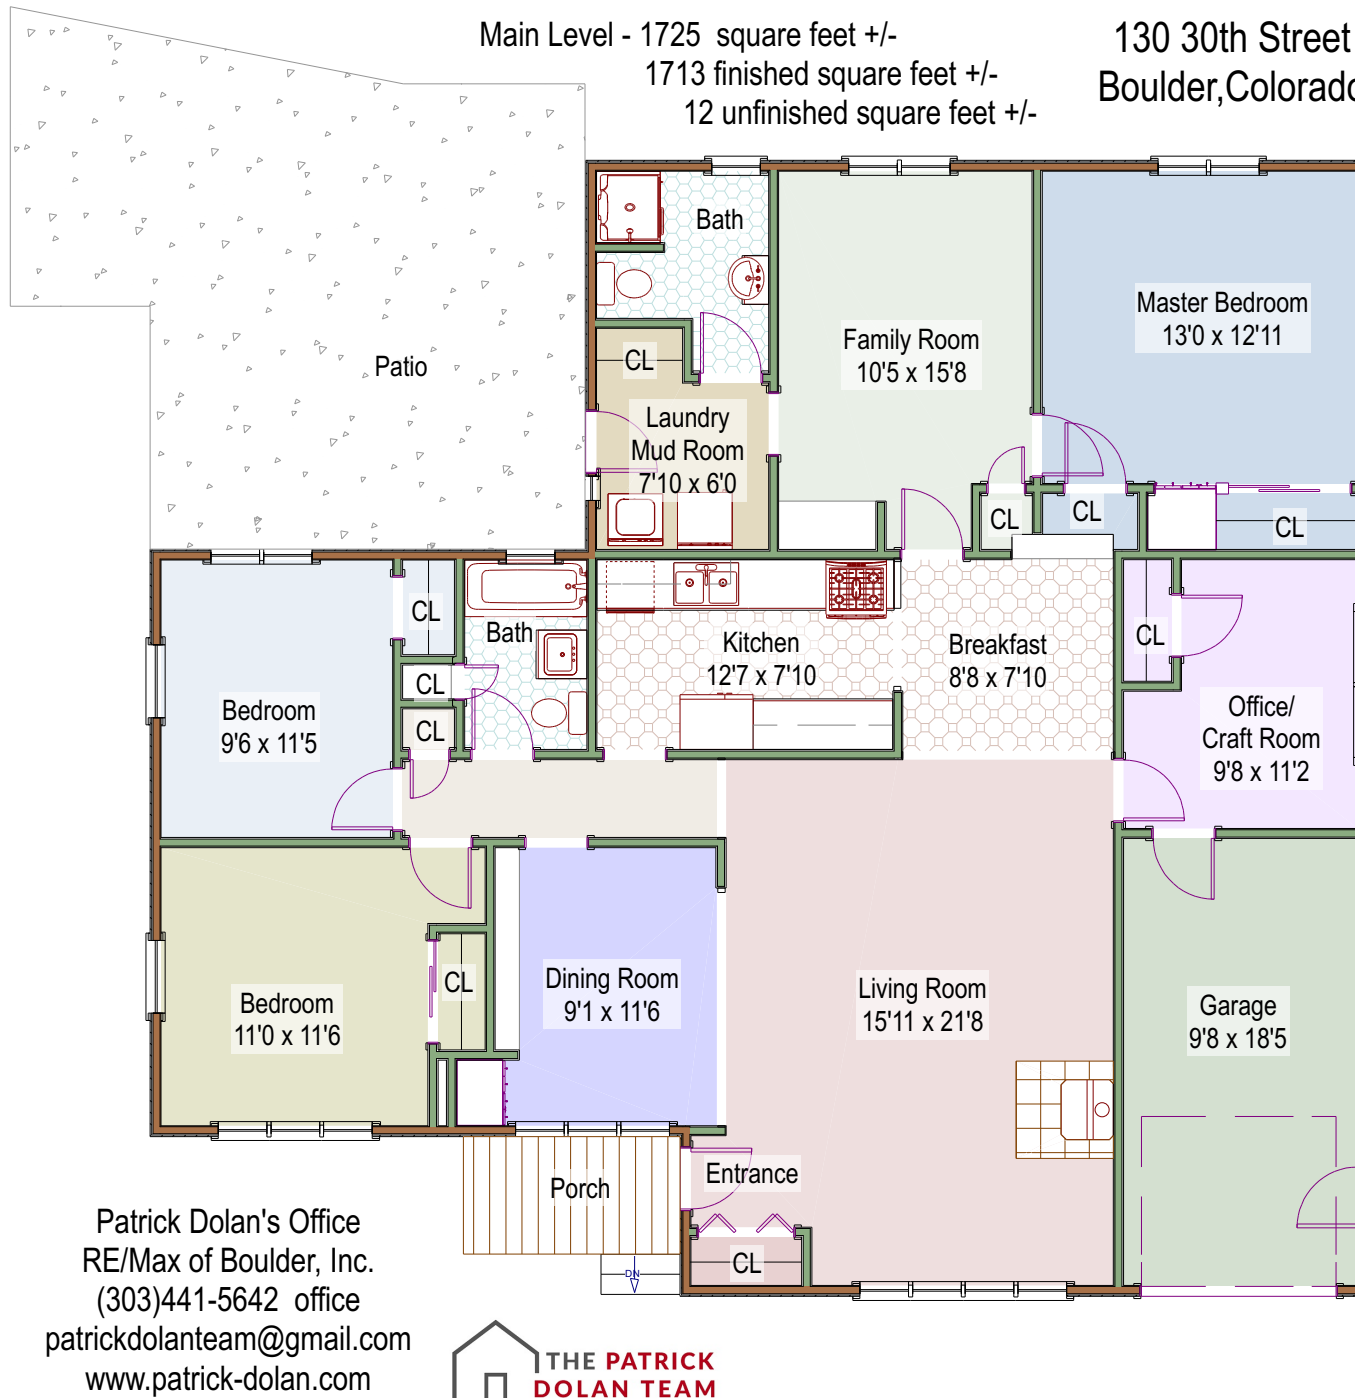 Main Level - 1725 square feet +/-
1713 finished square feet +/-
12 unfinished square feet +/-
130 30th Street
Boulder,Colorado
Bath
Master Bedroom
13'0 x 12'11
Family Room
10'5 x 15'8
Patio
CL
Laundry
Mud Room
7'10 x 6'0
CL
CL
CL
CL
Bath
Kitchen
12'7 x 7'10
Breakfast
8'8 x 7'10
CL
CL
Bedroom
9'6 x 11'5
CL
Office/
Craft Room
9'8 x 11'2
Bedroom
11'0 x 11'6
CL
Dining Room
9'1 x 11'6
Living Room
15'11 x 21'8
Garage
9'8 x 18'5
Porch
Entrance
CL
DN
Patrick Dolan's Office
RE/Max of Boulder, Inc.
(303)441-5642 office
patrickdolanteam@gmail.com
www.patrick-dolan.com
THE PATRICK
DOLAN TEAM